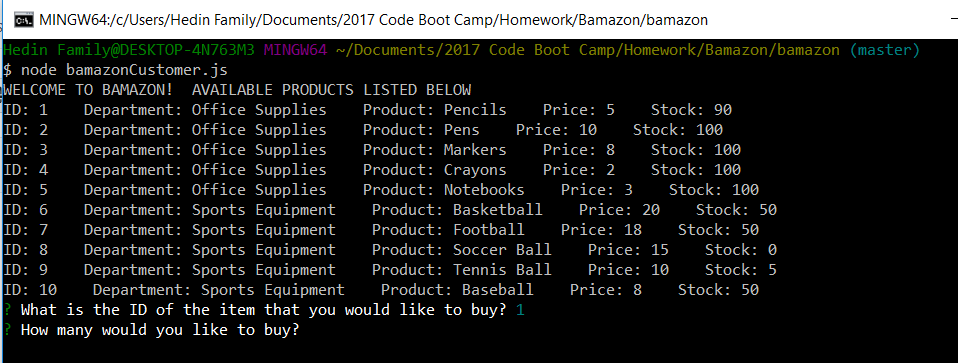 MINGW64:/c/Users/Hedin Family/Documents/2017 Code Boot Camp/Homework/Bamazon/bamazon
Hedin Family@DESKTOP-4N763M3 MINGW64 ~/Documents/2017 Code Boot Camp/Homework/Bamazon/bamazon (master)
$ node bamazonCustomer.js
WELCOME TO BAMAZON!  AVAILABLE PRODUCTS LISTED BELOW
ID: 1    Department: Office Supplies    Product: Pencils    Price: 5    Stock: 90
ID: 2    Department: Office Supplies    Product: Pens    Price: 10    Stock: 100
ID: 3    Department: Office Supplies    Product: Markers    Price: 8    Stock: 100
ID: 4    Department: Office Supplies    Product: Crayons    Price: 2    Stock: 100
ID: 5    Department: Office Supplies    Product: Notebooks    Price: 3    Stock: 100
ID: 6    Department: Sports Equipment    Product: Basketball    Price: 20    Stock: 50
ID: 7    Department: Sports Equipment    Product: Football    Price: 18    Stock: 50
ID: 8    Department: Sports Equipment    Product: Soccer Ball    Price: 15    Stock: 0
ID: 9    Department: Sports Equipment    Product: Tennis Ball    Price: 10    Stock: 5
ID: 10    Department: Sports Equipment    Product: Baseball    Price: 8    Stock: 50
? What is the ID of the item that you would like to buy? 1
? How many would you like to buy?